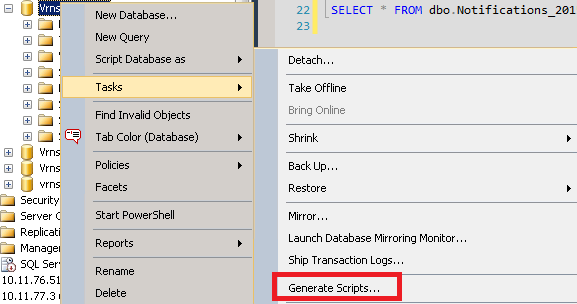 Vrns
New Database...
New Query
Script Database as
Tasks
Find Invalid Objects
Tab Color (Database)
Policies
Facets
Start PowerShell
Reports
Rename
Delete
Vrns
Vrns
vrns
Security
Server O
Replicati
Managem
SQL Serve
10.11.76.51
10.11.77.3
22 SELECT * FROM dbo.Notifications_201
23
Detach...
Take Offline
Bring Online
Shrink
Back Up...
Restore
Mirror...
Launch Database Mirroring Monitor...
Ship Transaction Logs...
Generate Scripts...